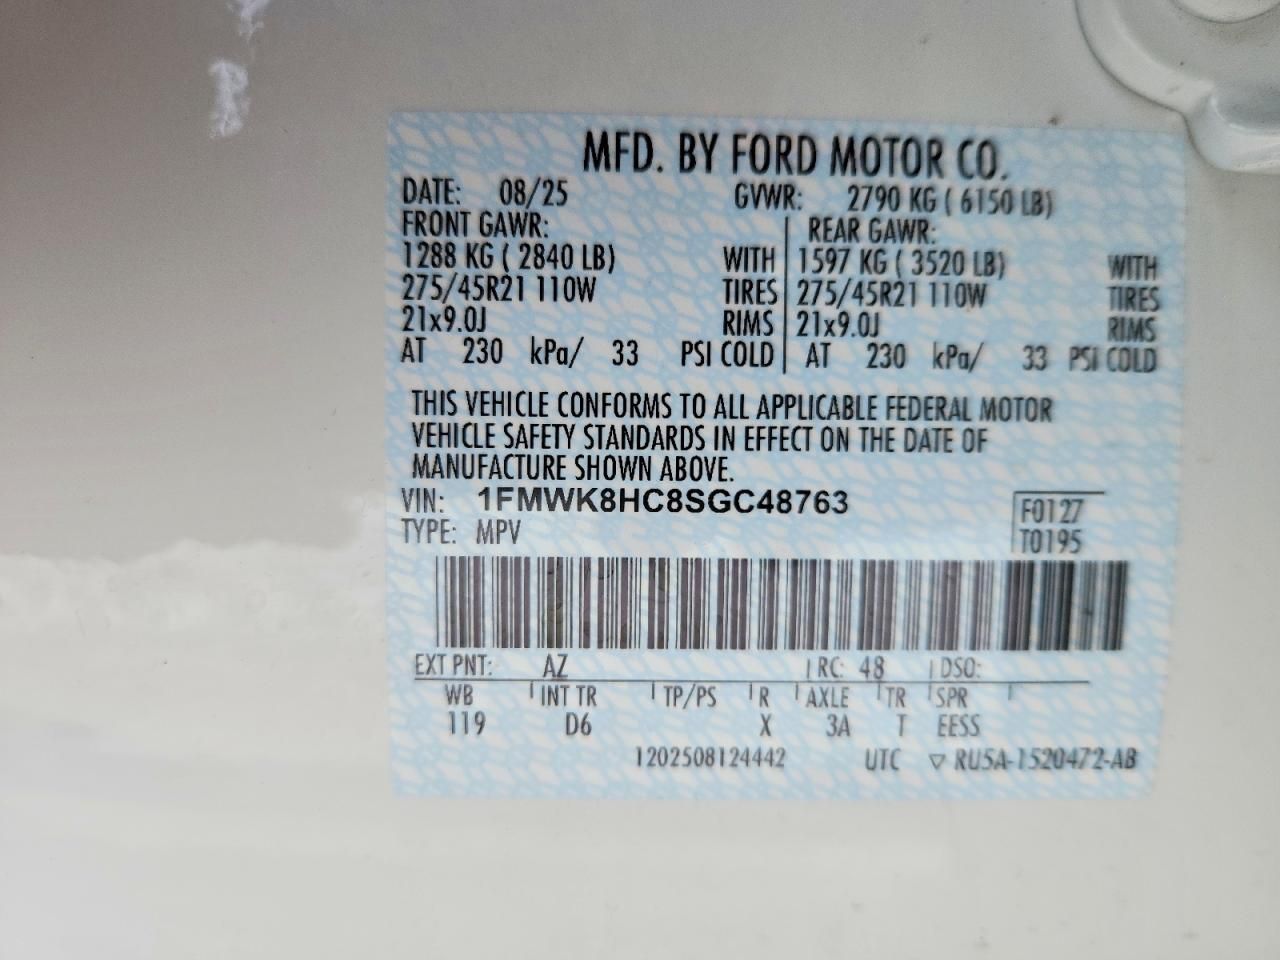 MFD. BY FORD MOTOR CO.
DATE: 08/25 GVWR: 2790 KG ( 6150 LB)
FRONT GAWR: REAR GAWR:
1288 KG ( 2840 LB) WITH 1597 KG ( 3520 LB) WITH
275/45R21 110W TIRES 275/45R21 110W TIRES
21x9.0J RIMS 21x9.0J RIMS
AT 230 kPa/ 33 PSI COLD AT 230 kPa/ 33 PSI COLD
THIS VEHICLE CONFORMS TO ALL APPLICABLE FEDERAL MOTOR
VEHICLE SAFETY STANDARDS IN EFFECT ON THE DATE OF
MANUFACTURE SHOWN ABOVE.
VIN: 1FMWK8HC8SGC48763 F0127
TYPE: MPV T0195
EXT PNT: AZ RC: 48 DSO:
WB INT TR TP/PS R AXLE TR SPR
119 D6 X 3A T EESS
1202508124442 UTC ▽ RU5A-1520472-AB